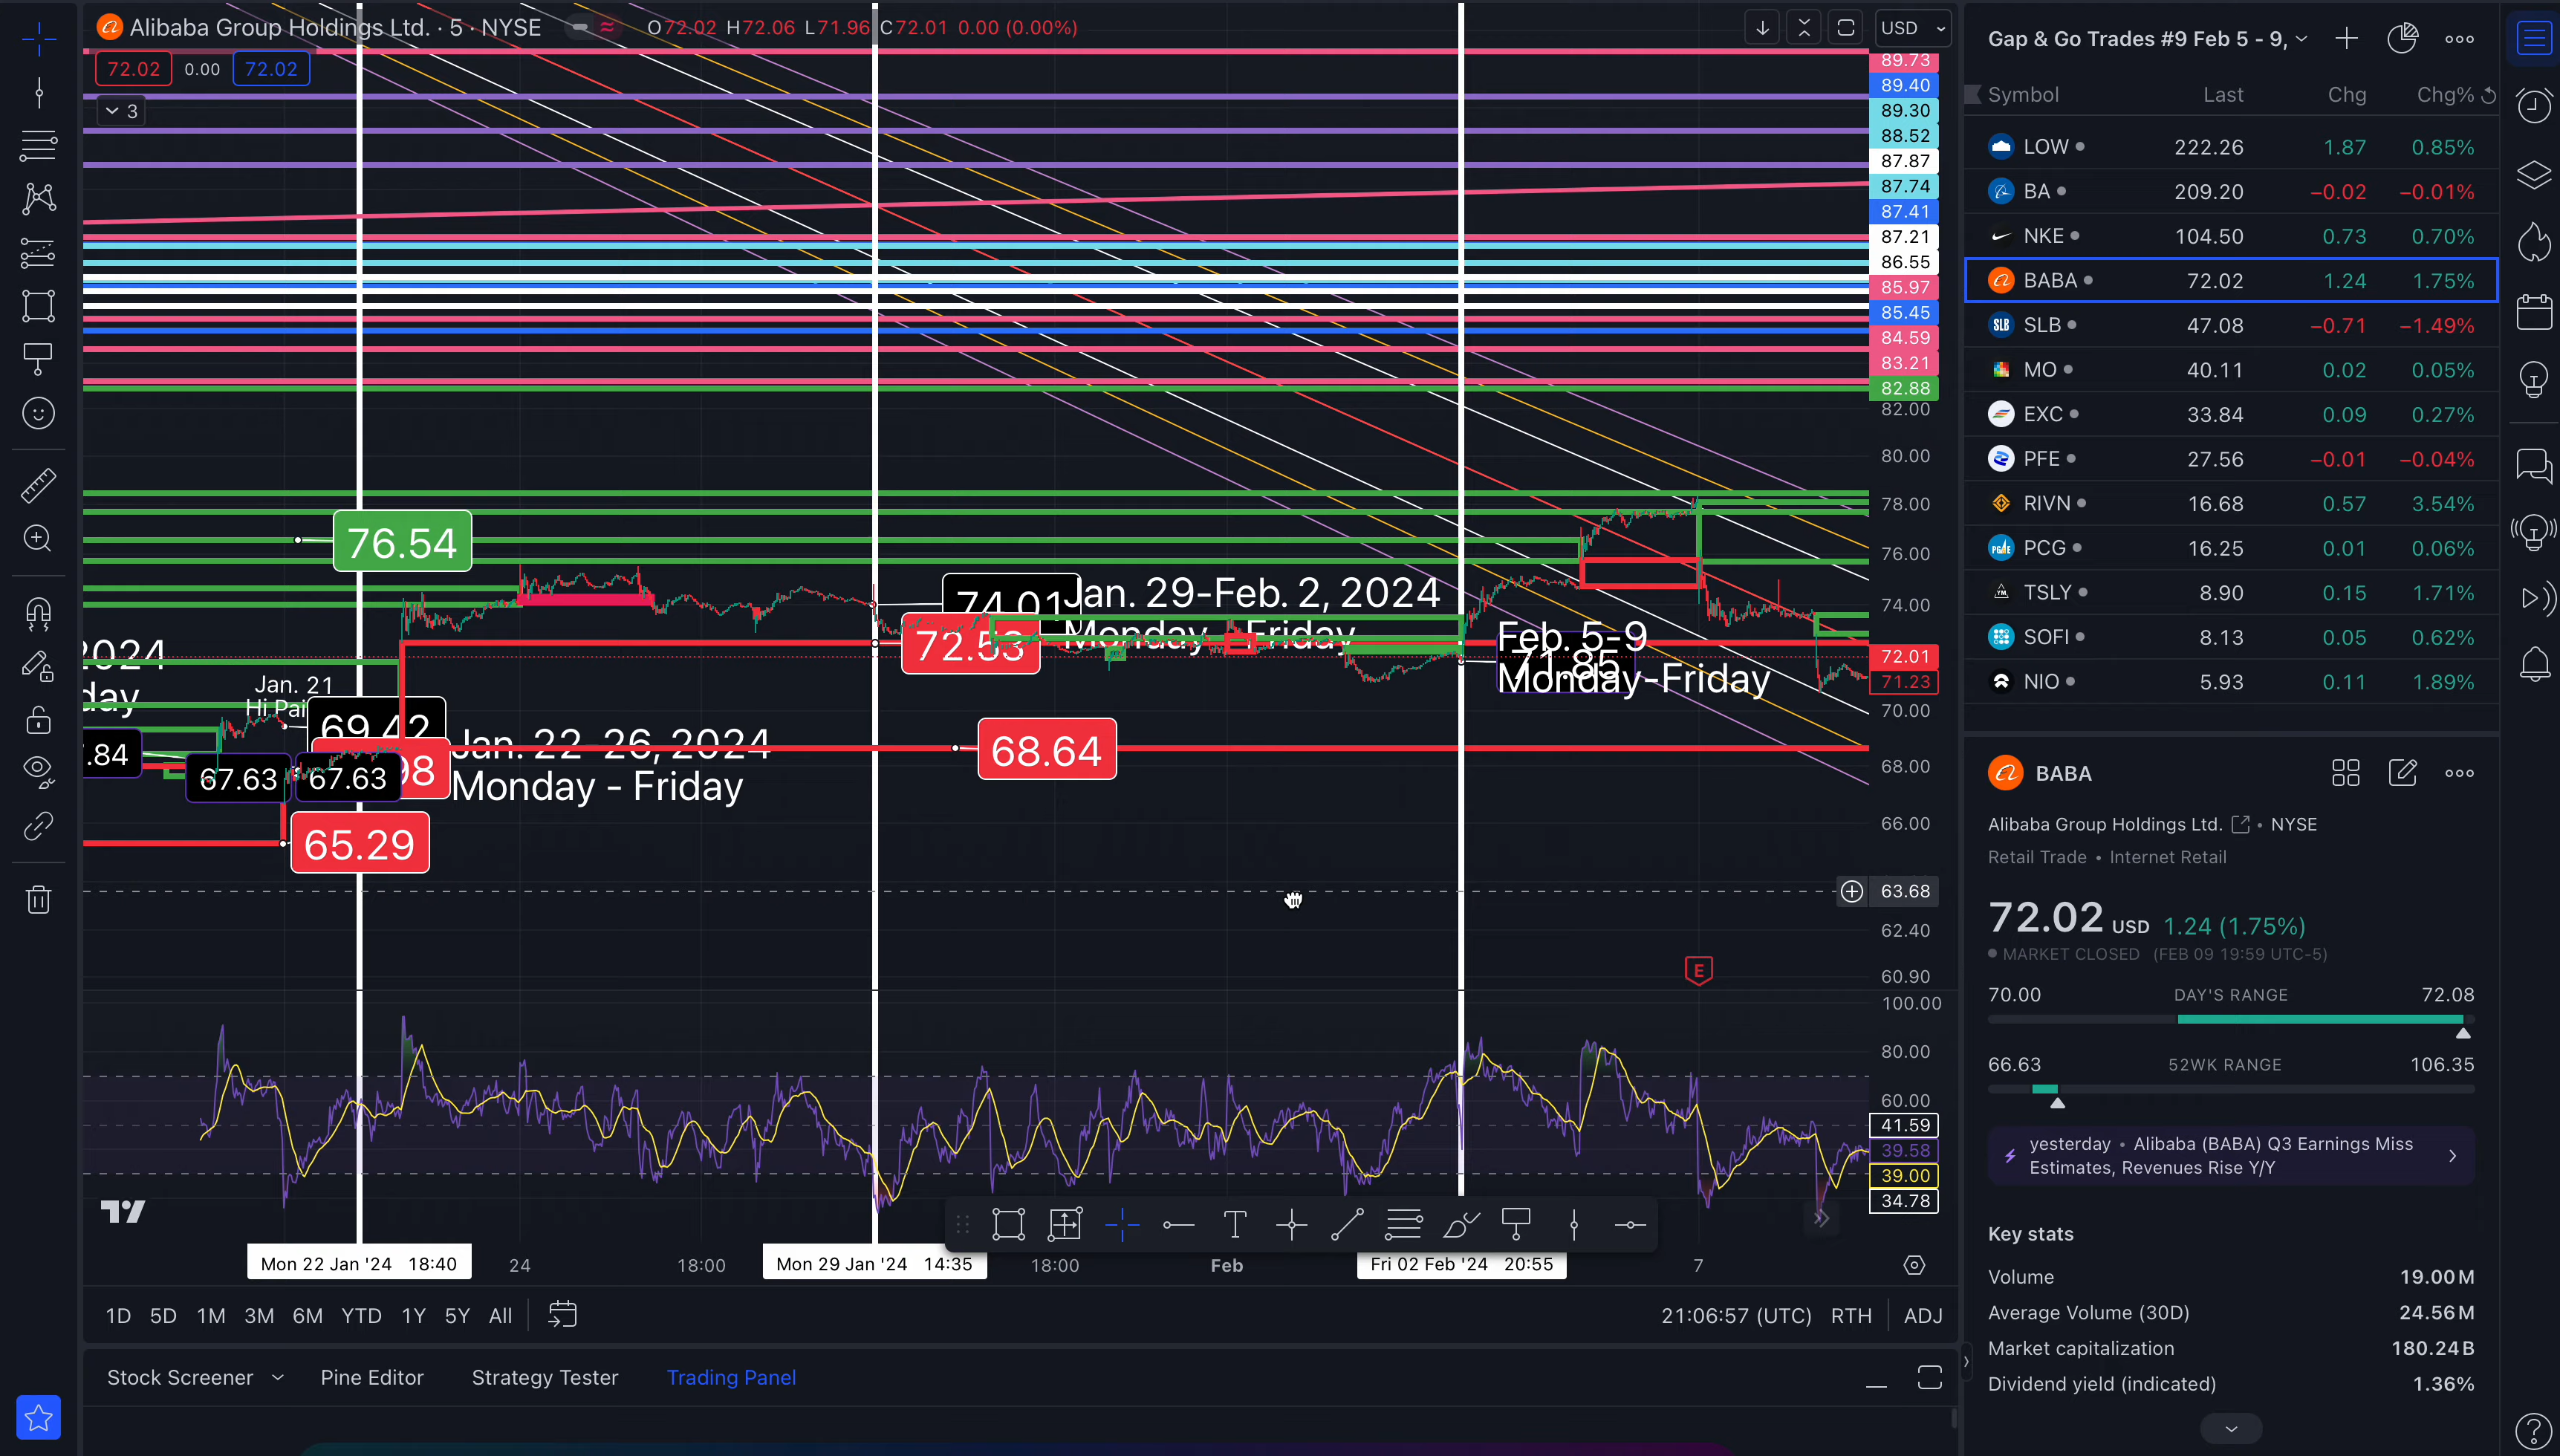 Alibaba Group Holdings Ltd. · 5 · NYSE
O72.02 H72.06 L71.96 C72.01 0.00 (0.00%)
USD
72.02 0.00 72.02
3
89.73
89.40
89.30
88.52
87.87
87.74
87.41
87.21
86.55
85.97
85.45
84.59
83.21
82.88
82.00
80.00
78.00
76.00
74.00
72.01
71.23
70.00
68.00
66.00
63.68
62.40
60.90
100.00
80.00
60.00
41.59
39.58
39.00
34.78
76.54
74.01
Jan. 29-Feb. 2, 2024
Monday - Friday
72.53
Feb. 5-9
71.85
Monday-Friday
2024
day
Jan. 21
69.42
.84
67.63
67.63
98
Jan. 22-26, 2024
Monday - Friday
68.64
65.29
E
Mon 22 Jan '24 18:40
24
18:00
Mon 29 Jan '24 14:35
18:00
Feb
Fri 02 Feb '24 20:55
7
1D 5D 1M 3M 6M YTD 1Y 5Y All
21:06:57 (UTC) RTH ADJ
Stock Screener Pine Editor Strategy Tester Trading Panel
Gap & Go Trades #9 Feb 5 - 9,
Symbol Last Chg Chg%
LOW 222.26 1.87 0.85%
BA 209.20 −0.02 −0.01%
NKE 104.50 0.73 0.70%
BABA 72.02 1.24 1.75%
SLB SLB 47.08 −0.71 −1.49%
MO 40.11 0.02 0.05%
EXC 33.84 0.09 0.27%
PFE 27.56 −0.01 −0.04%
RIVN 16.68 0.57 3.54%
PG&E PCG 16.25 0.01 0.06%
YM TSLY 8.90 0.15 1.71%
SOFI 8.13 0.05 0.62%
NIO 5.93 0.11 1.89%
BABA
Alibaba Group Holdings Ltd. • NYSE
Retail Trade • Internet Retail
72.02 USD 1.24 (1.75%)
MARKET CLOSED (FEB 09 19:59 UTC-5)
70.00 DAY'S RANGE 72.08
66.63 52WK RANGE 106.35
yesterday • Alibaba (BABA) Q3 Earnings Miss
Estimates, Revenues Rise Y/Y
Key stats
Volume 19.00M
Average Volume (30D) 24.56M
Market capitalization 180.24B
Dividend yield (indicated) 1.36%